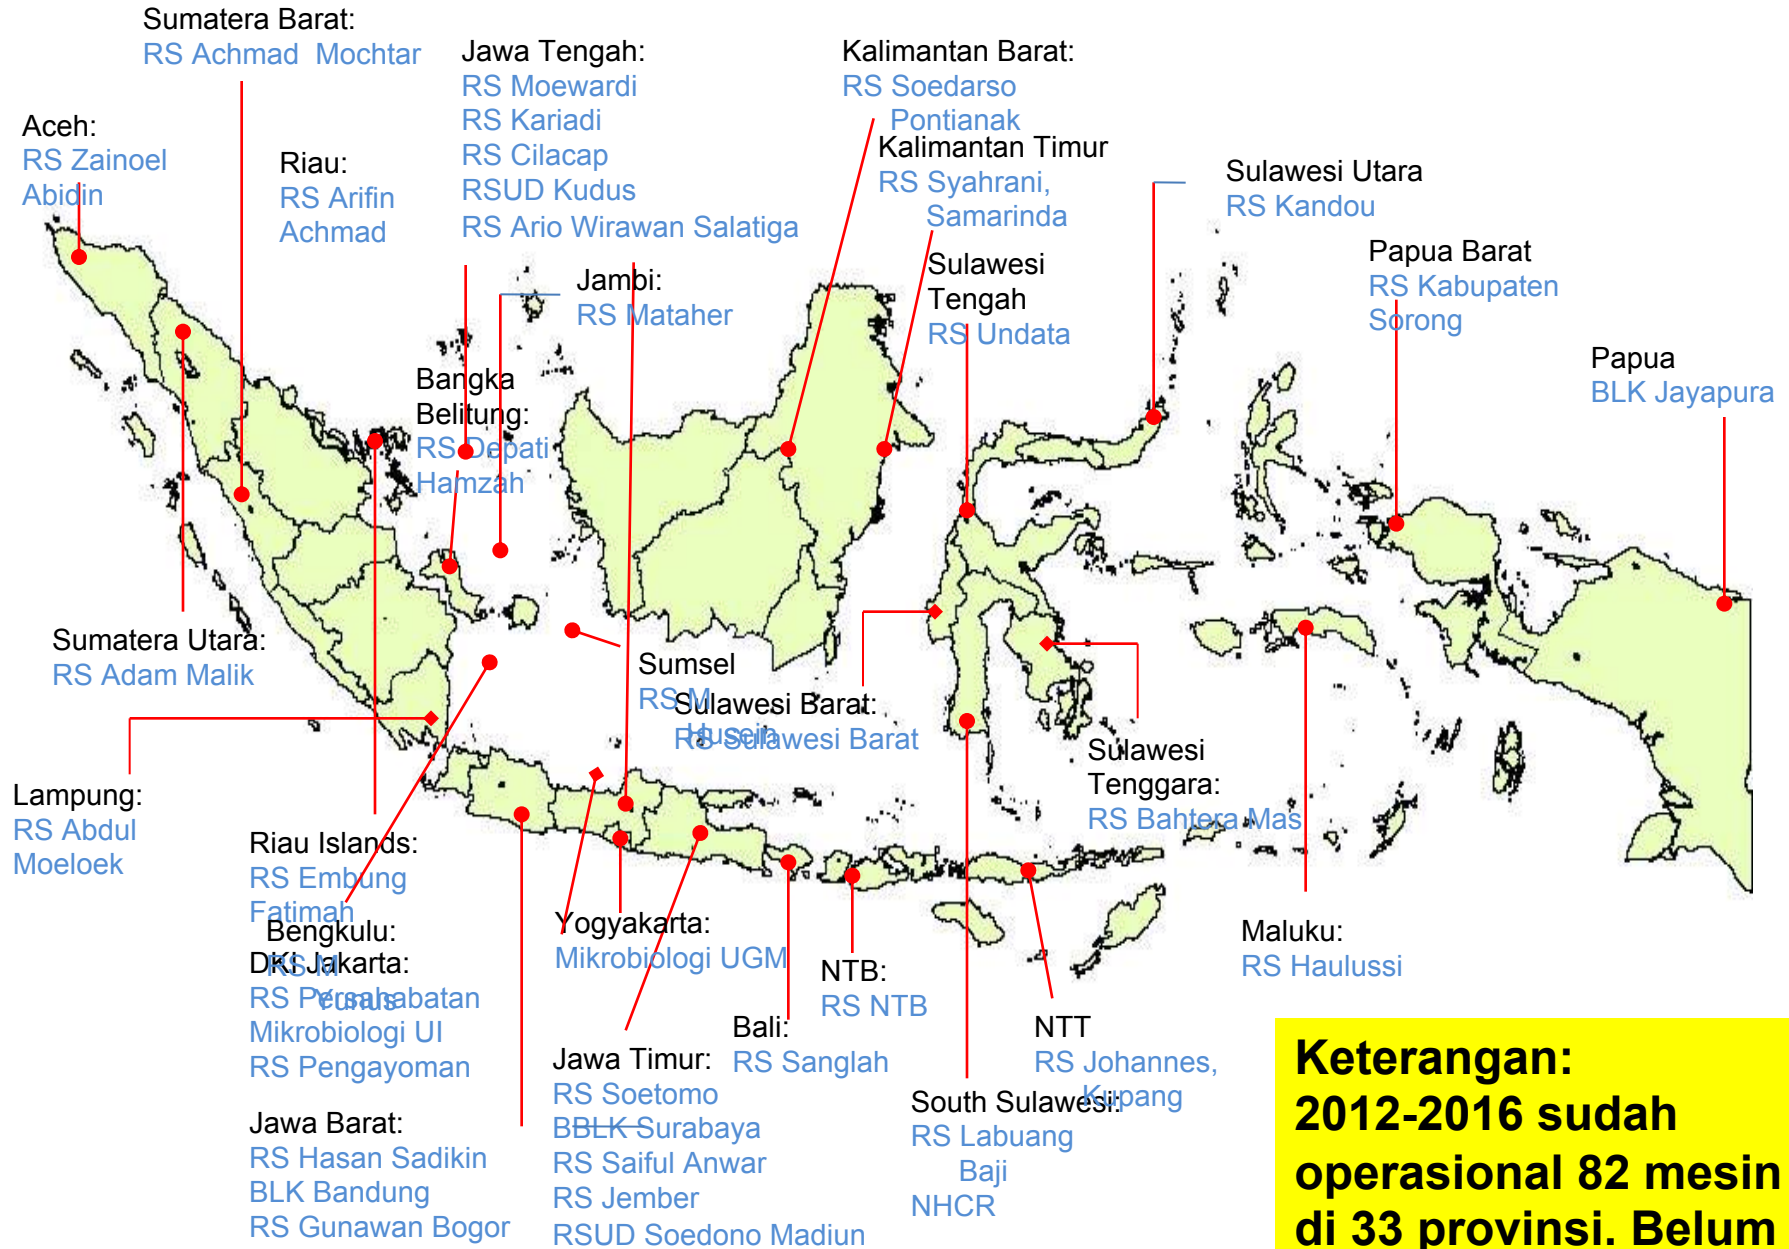 Sumatera Barat:
RS Achmad  Mochtar
Jawa Tengah:
RS Moewardi
RS Kariadi
RS Cilacap
RSUD Kudus
RS Ario Wirawan Salatiga
Kalimantan Barat:
RS Soedarso
Pontianak
Aceh:
RS Zainoel
Abidin
Riau:
RS Arifin
Achmad
Kalimantan Timur
RS Syahrani,
Samarinda
Sulawesi Utara
RS Kandou
Jambi:
RS Mataher
Sulawesi
Tengah
RS Undata
Papua Barat
RS Kabupaten
Sorong
Papua
BLK Jayapura
Bangka
Belitung:
RS Depati
Hamzah
Sumatera Utara:
RS Adam Malik
Sumsel
RS M
Husein
Sulawesi Barat:
RS Sulawesi Barat
Sulawesi
Tenggara:
RS Bahtera Mas
Lampung:
RS Abdul
Moeloek
Riau Islands:
RS Embung
Fatimah
Bengkulu:
RS M
Yunus
DKI Jakarta:
RS Persahabatan
Mikrobiologi UI
RS Pengayoman
Yogyakarta:
Mikrobiologi UGM
NTB:
RS NTB
Maluku:
RS Haulussi
Bali:
RS Sanglah
NTT
RS Johannes,
Kupang
Jawa Barat:
RS Hasan Sadikin
BLK Bandung
RS Gunawan Bogor
Jawa Timur:
RS Soetomo
BBLK Surabaya
RS Saiful Anwar
RS Jember
RSUD Soedono Madiun
South Sulawesi:
RS Labuang
Baji
NHCR
Keterangan:
2012-2016 sudah
operasional 82 mesin
di 33 provinsi. Belum